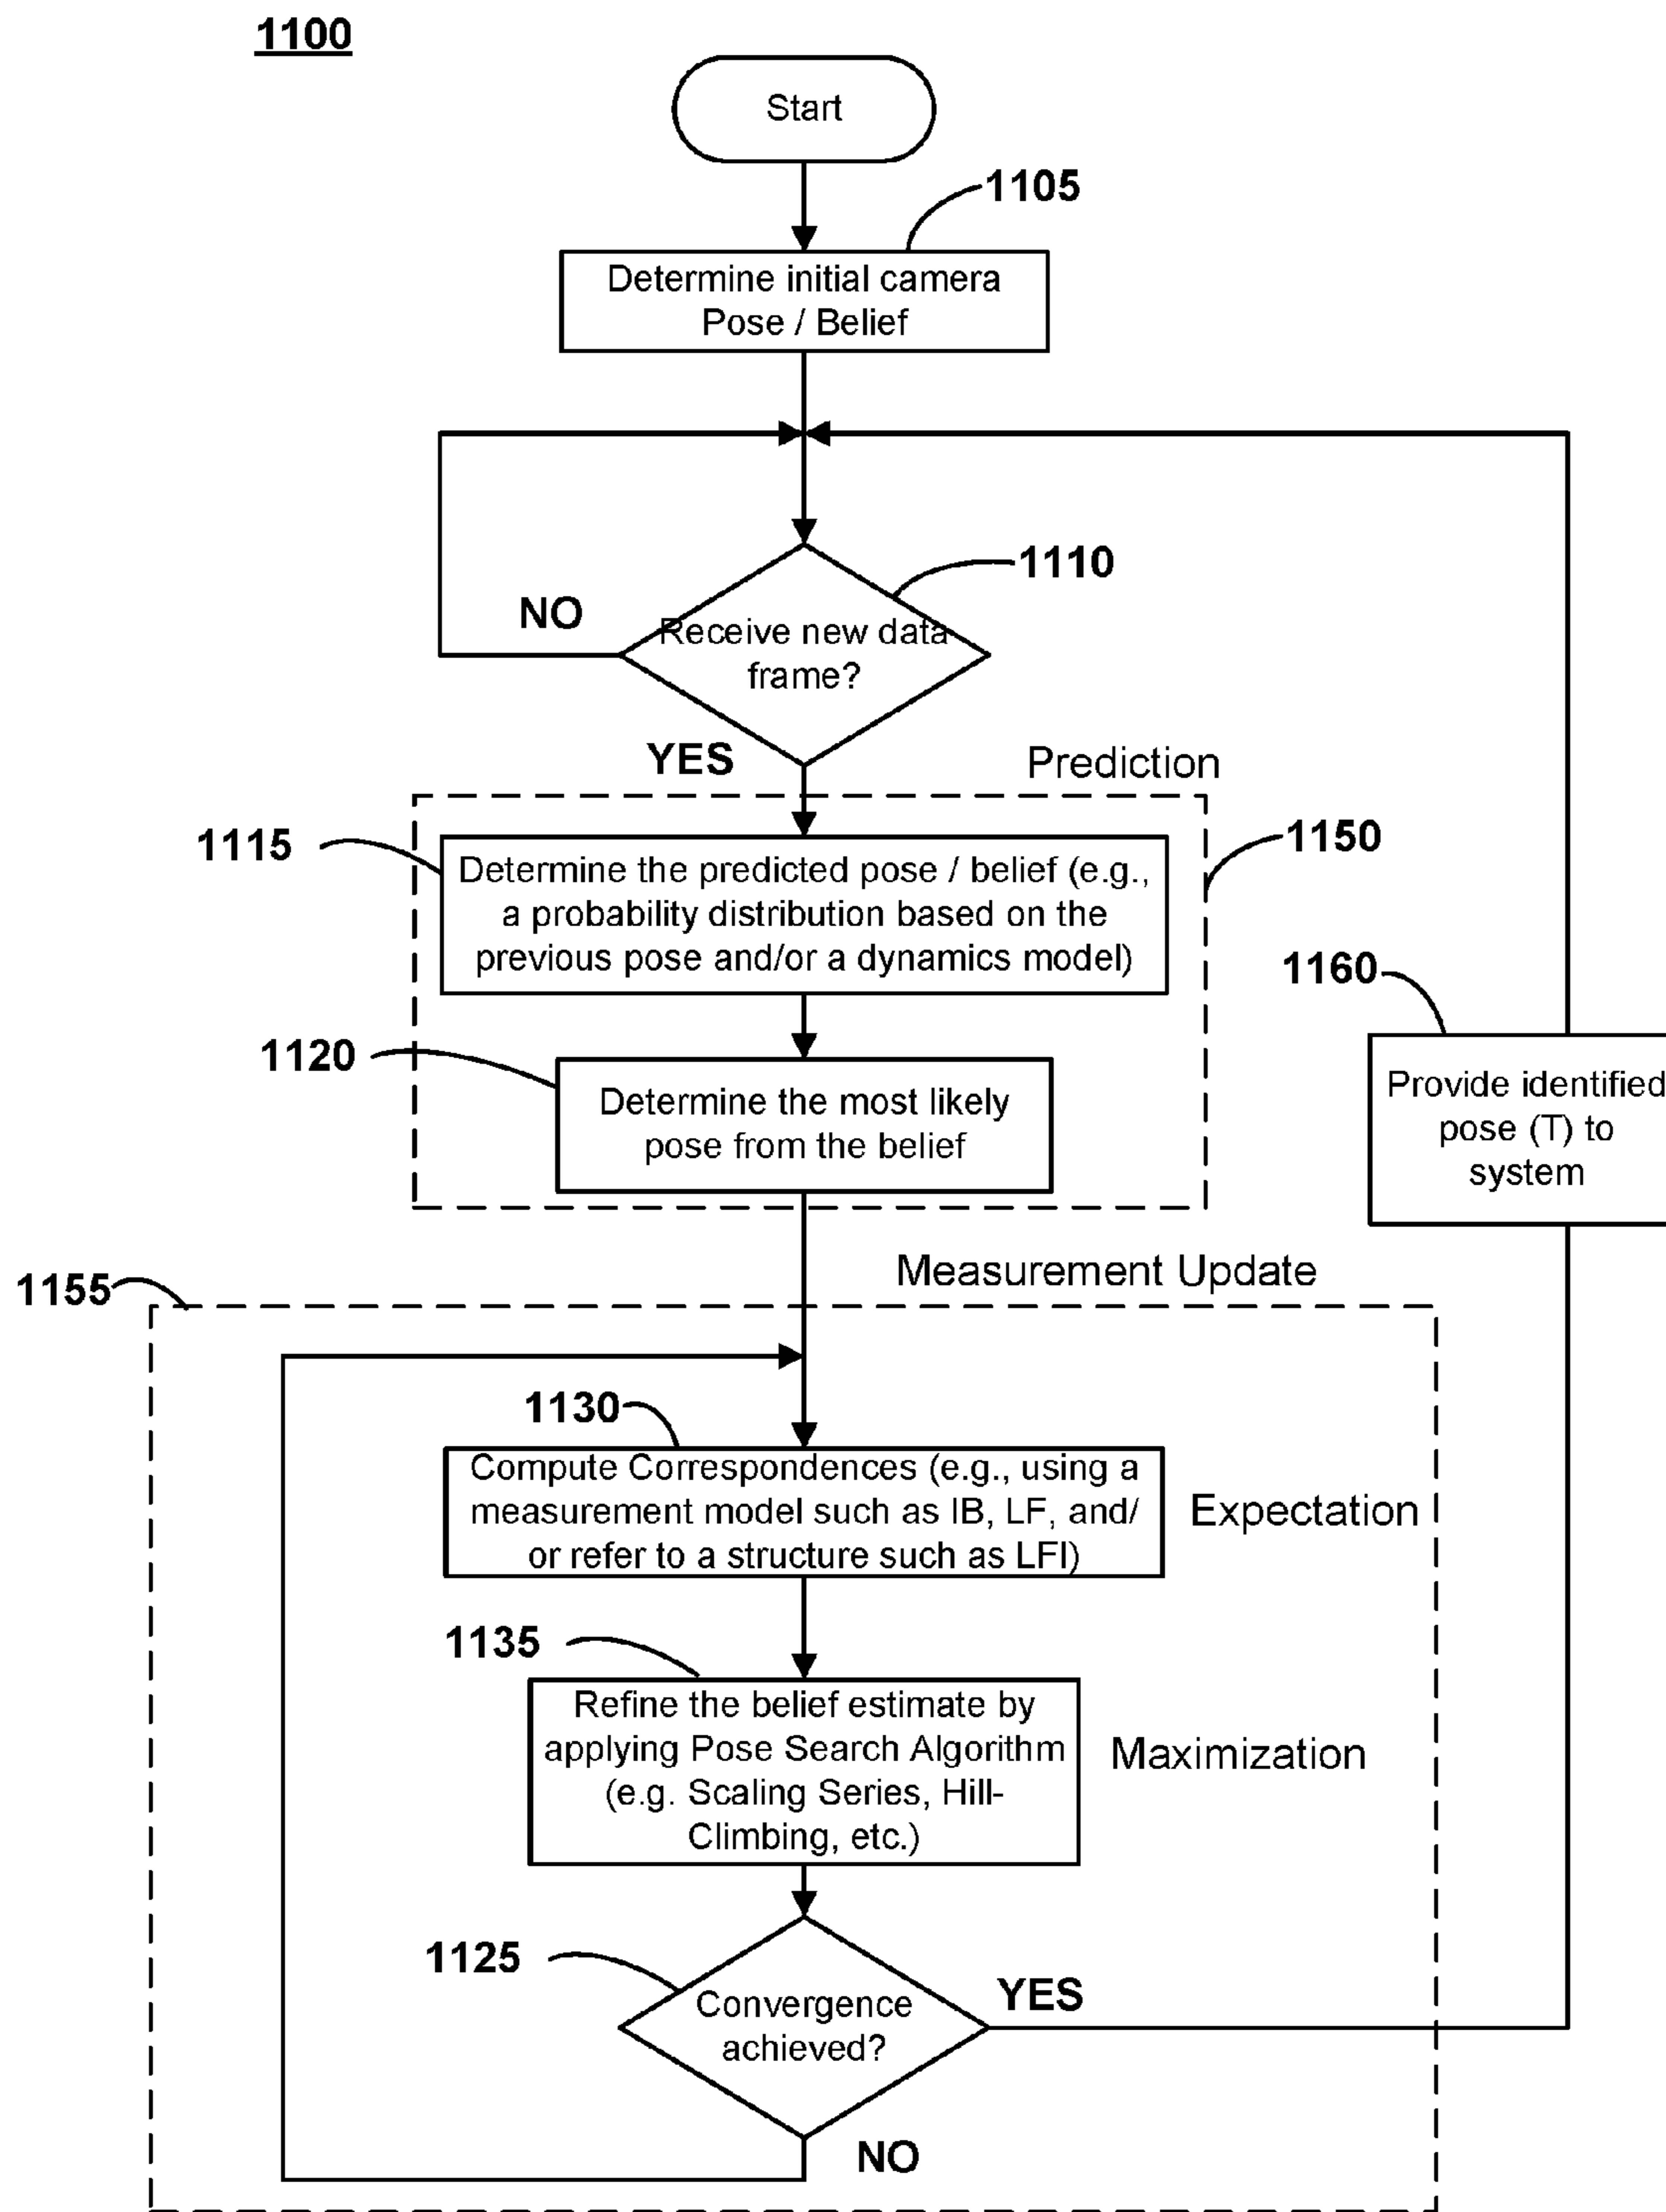 1100
Start
1105
Determine initial camera
Pose / Belief
1110
NO
Receive new data
frame?
YES
Prediction
1115
1150
Determine the predicted pose / belief (e.g.,
a probability distribution based on the
previous pose and/or a dynamics model)
1160
1120
Determine the most likely
pose from the belief
Provide identified
pose (T) to
system
Measurement Update
1155
1130
Compute Correspondences (e.g., using a
measurement model such as IB, LF, and/
or refer to a structure such as LFI)
Expectation
1135
Refine the belief estimate by
applying Pose Search Algorithm
(e.g. Scaling Series, Hill-
Climbing, etc.)
Maximization
1125
Convergence
achieved?
YES
NO